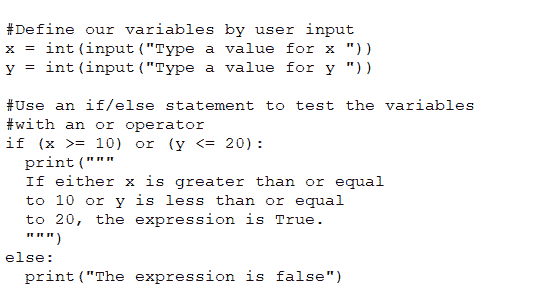 #Define our variables by user input
x = int(input("Type a value for x "))
y = int(input("Type a value for y "))

#Use an if/else statement to test the variables
#with an or operator
if (x >= 10) or (y <= 20):
  print("""
  If either x is greater than or equal
  to 10 or y is less than or equal
  to 20, the expression is True.
  """)
else:
  print("The expression is false")